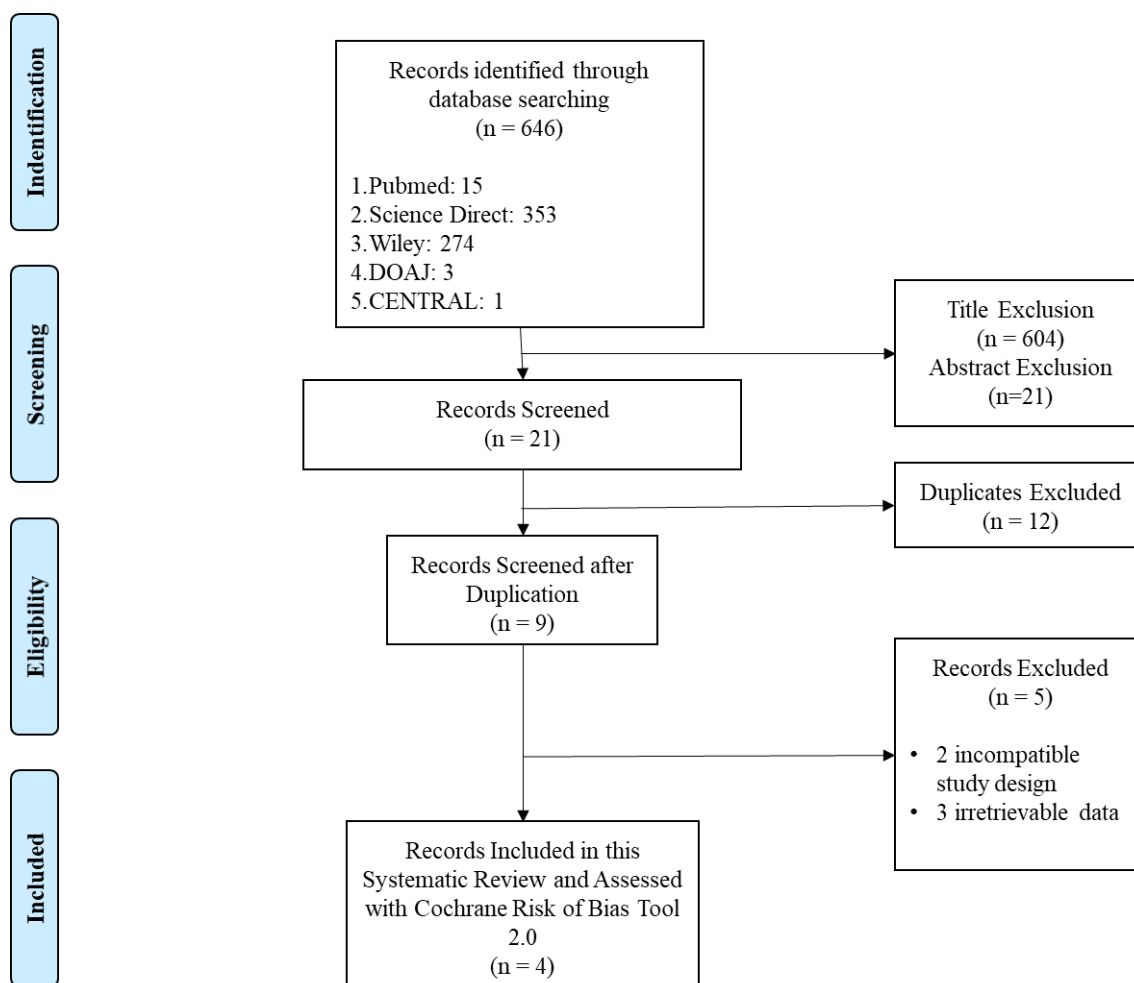 Indentification
Records identified through
database searching
(n = 646)
1.Pubmed: 15
2.Science Direct: 353
3.Wiley: 274
4.DOAJ: 3
5.CENTRAL: 1
Screening
Title Exclusion
(n = 604)
Abstract Exclusion
(n=21)
Records Screened
(n = 21)
Duplicates Excluded
(n = 12)
Eligibility
Records Screened after
Duplication
(n = 9)
Records Excluded
(n = 5)
• 2 incompatible
study design
• 3 irretrievable data
Included
Records Included in this
Systematic Review and Assessed
with Cochrane Risk of Bias Tool
2.0
(n = 4)